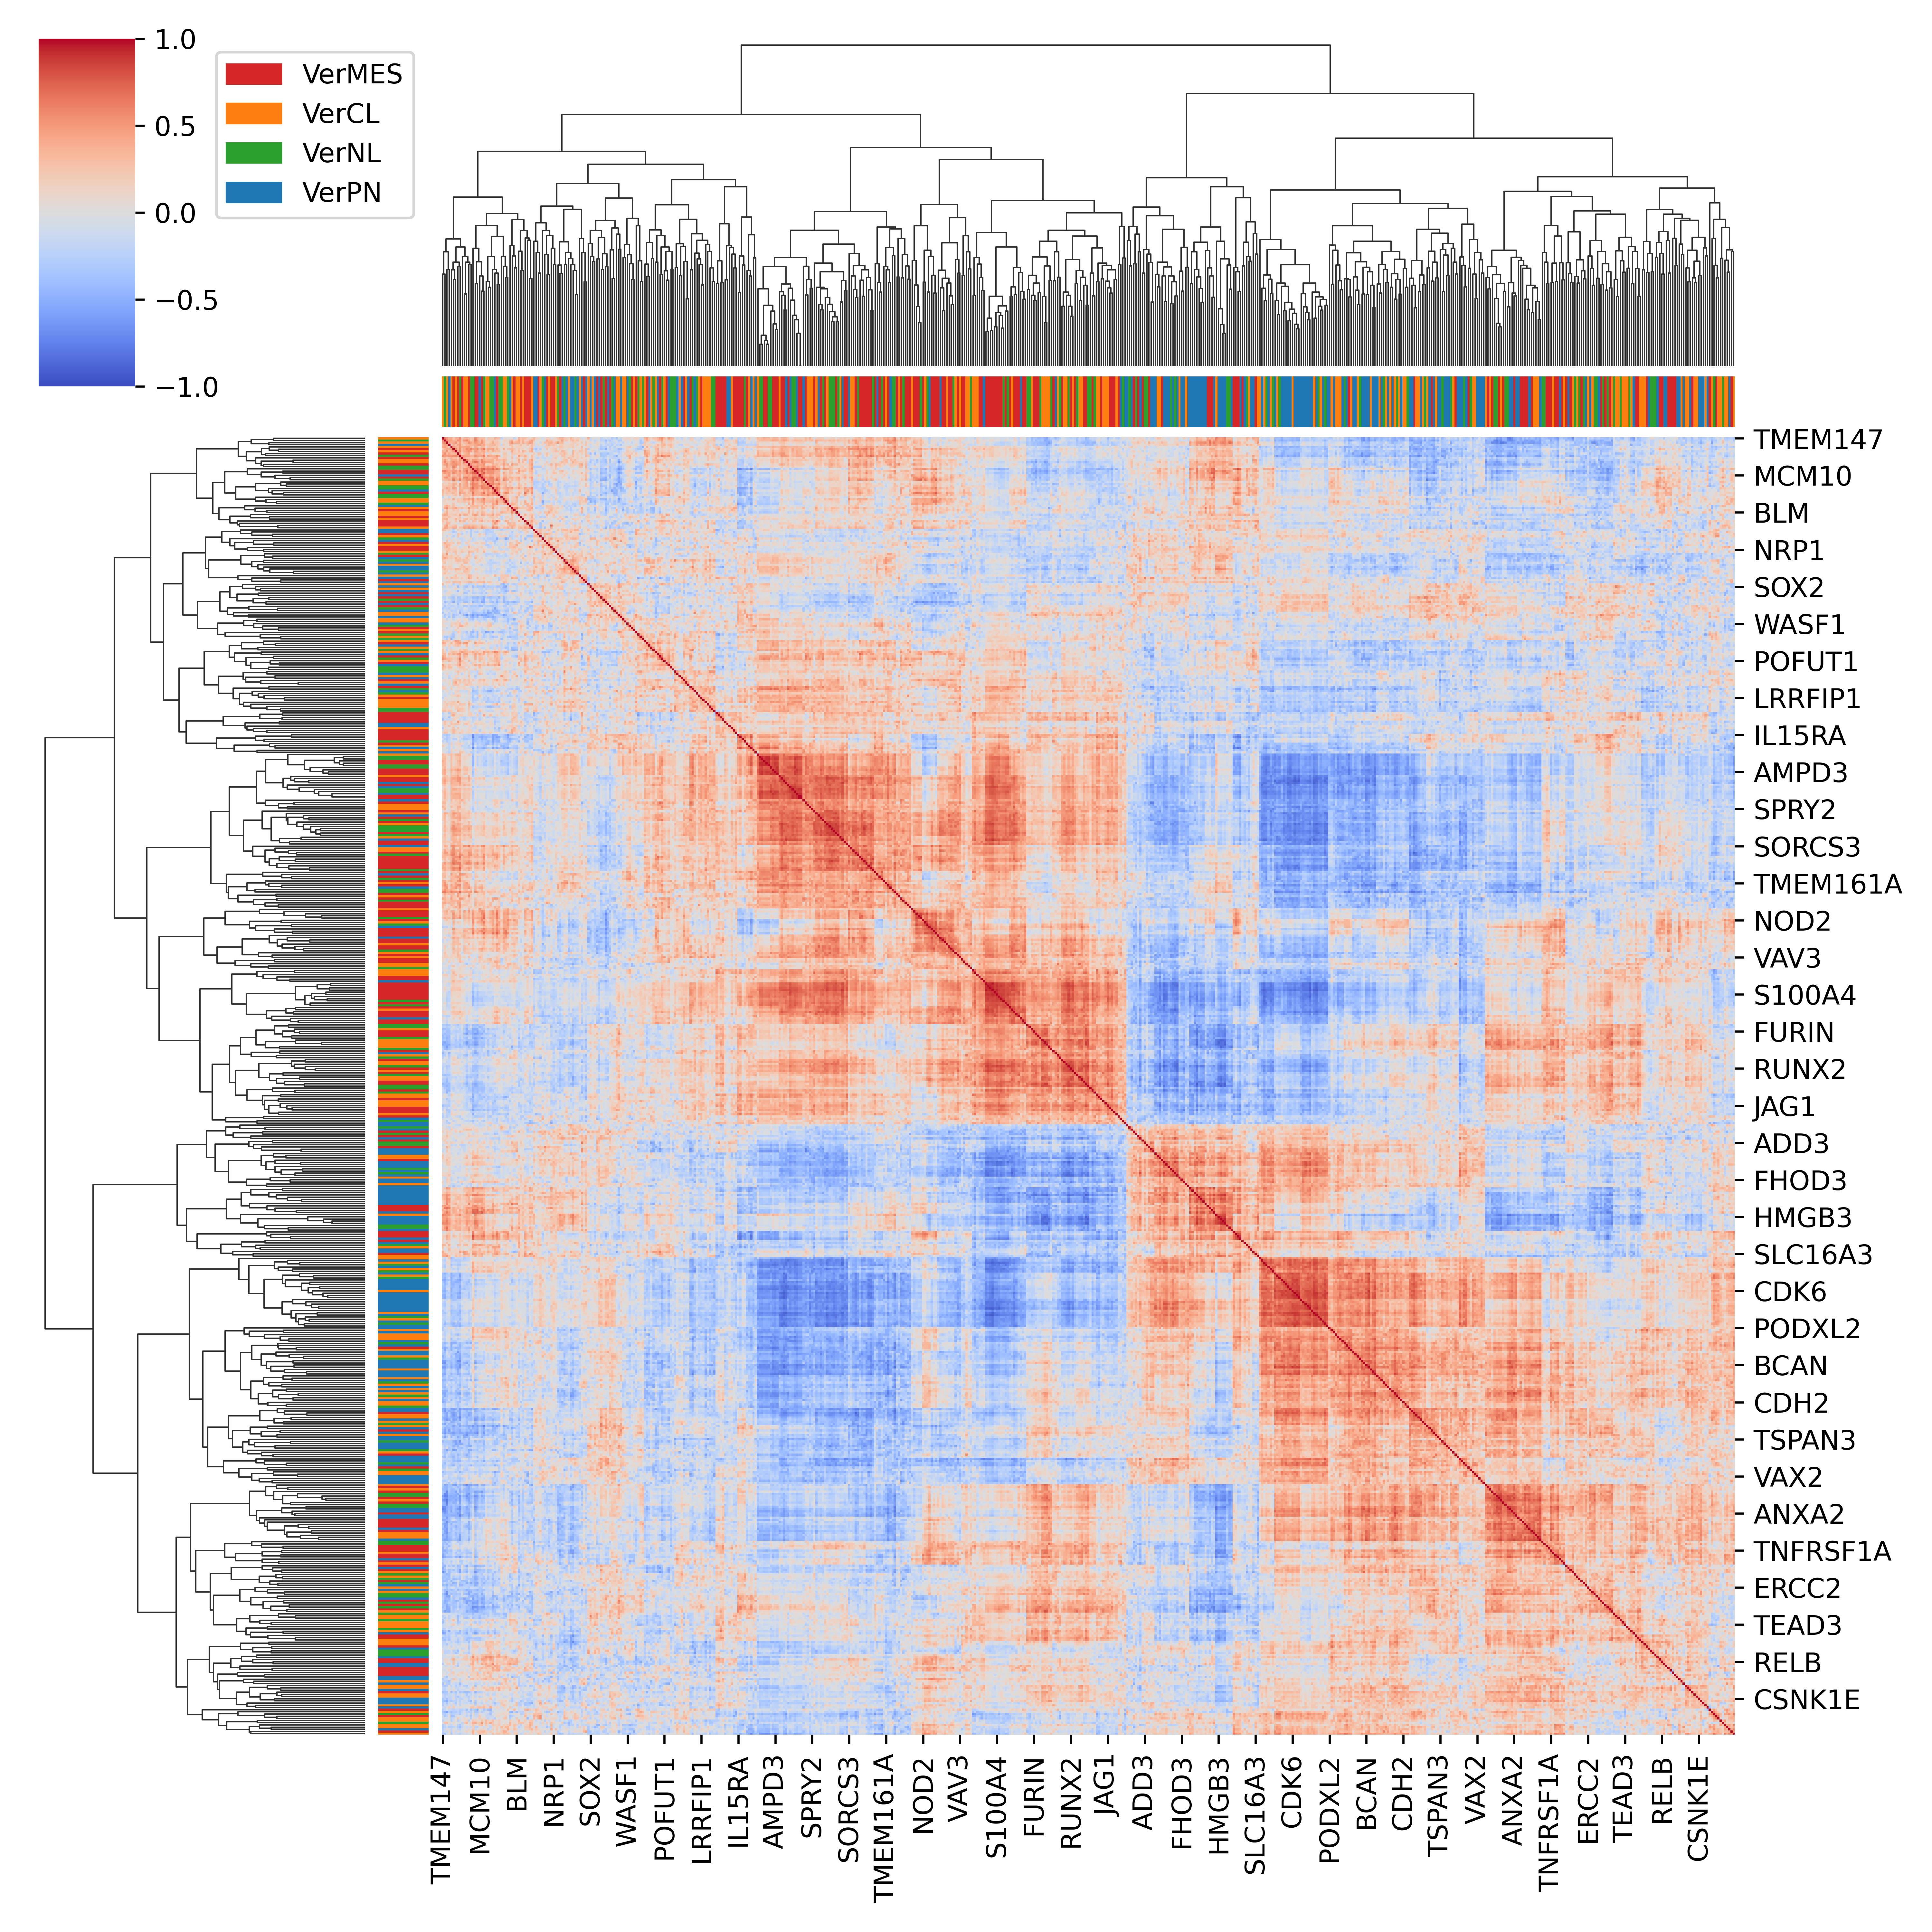 1.0
0.5
0.0
−0.5
−1.0
VerMES
VerCL
VerNL
VerPN
TMEM147
MCM10
BLM
NRP1
SOX2
WASF1
POFUT1
LRRFIP1
IL15RA
AMPD3
SPRY2
SORCS3
TMEM161A
NOD2
VAV3
S100A4
FURIN
RUNX2
JAG1
ADD3
FHOD3
HMGB3
SLC16A3
CDK6
PODXL2
BCAN
CDH2
TSPAN3
VAX2
ANXA2
TNFRSF1A
ERCC2
TEAD3
RELB
CSNK1E
TMEM147
MCM10
BLM
NRP1
SOX2
WASF1
POFUT1
LRRFIP1
IL15RA
AMPD3
SPRY2
SORCS3
TMEM161A
NOD2
VAV3
S100A4
FURIN
RUNX2
JAG1
ADD3
FHOD3
HMGB3
SLC16A3
CDK6
PODXL2
BCAN
CDH2
TSPAN3
VAX2
ANXA2
TNFRSF1A
ERCC2
TEAD3
RELB
CSNK1E